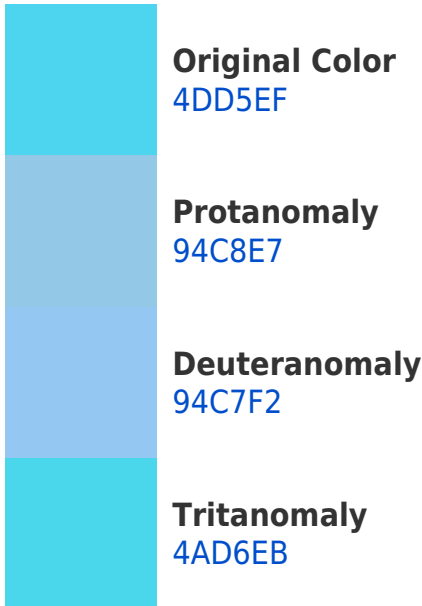 Original Color
4DD5EF
Protanomaly
94C8E7
Deuteranomaly
94C7F2
Tritanomaly
4AD6EB